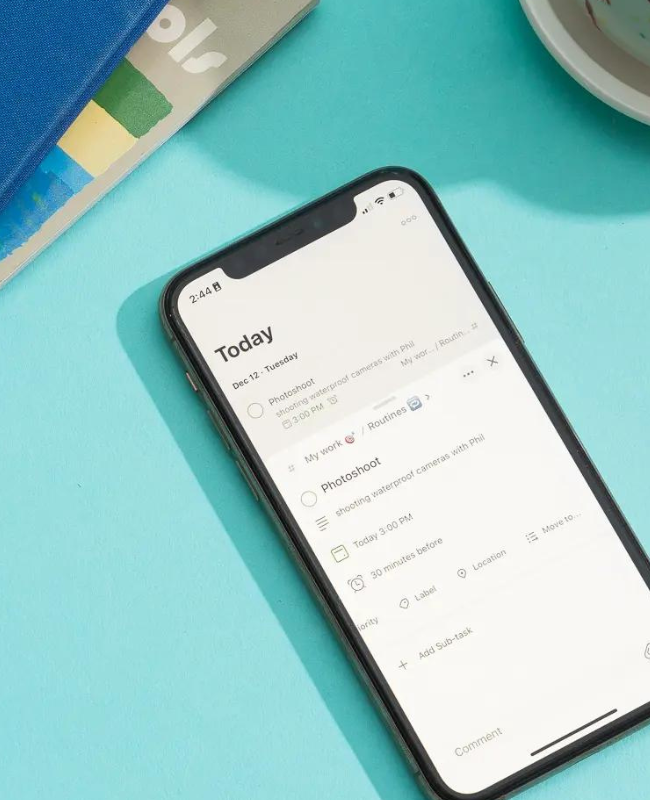 ols
2:44
Today
Dec 12 · Tuesday
Photoshoot
shooting waterproof cameras with Phil
3:00 PM
My wor... / Routin... #
# My work / Routines
Photoshoot
shooting waterproof cameras with Phil
Today 3:00 PM
30 minutes before
iority
Label
Location
Move to...
Add Sub-task
Comment